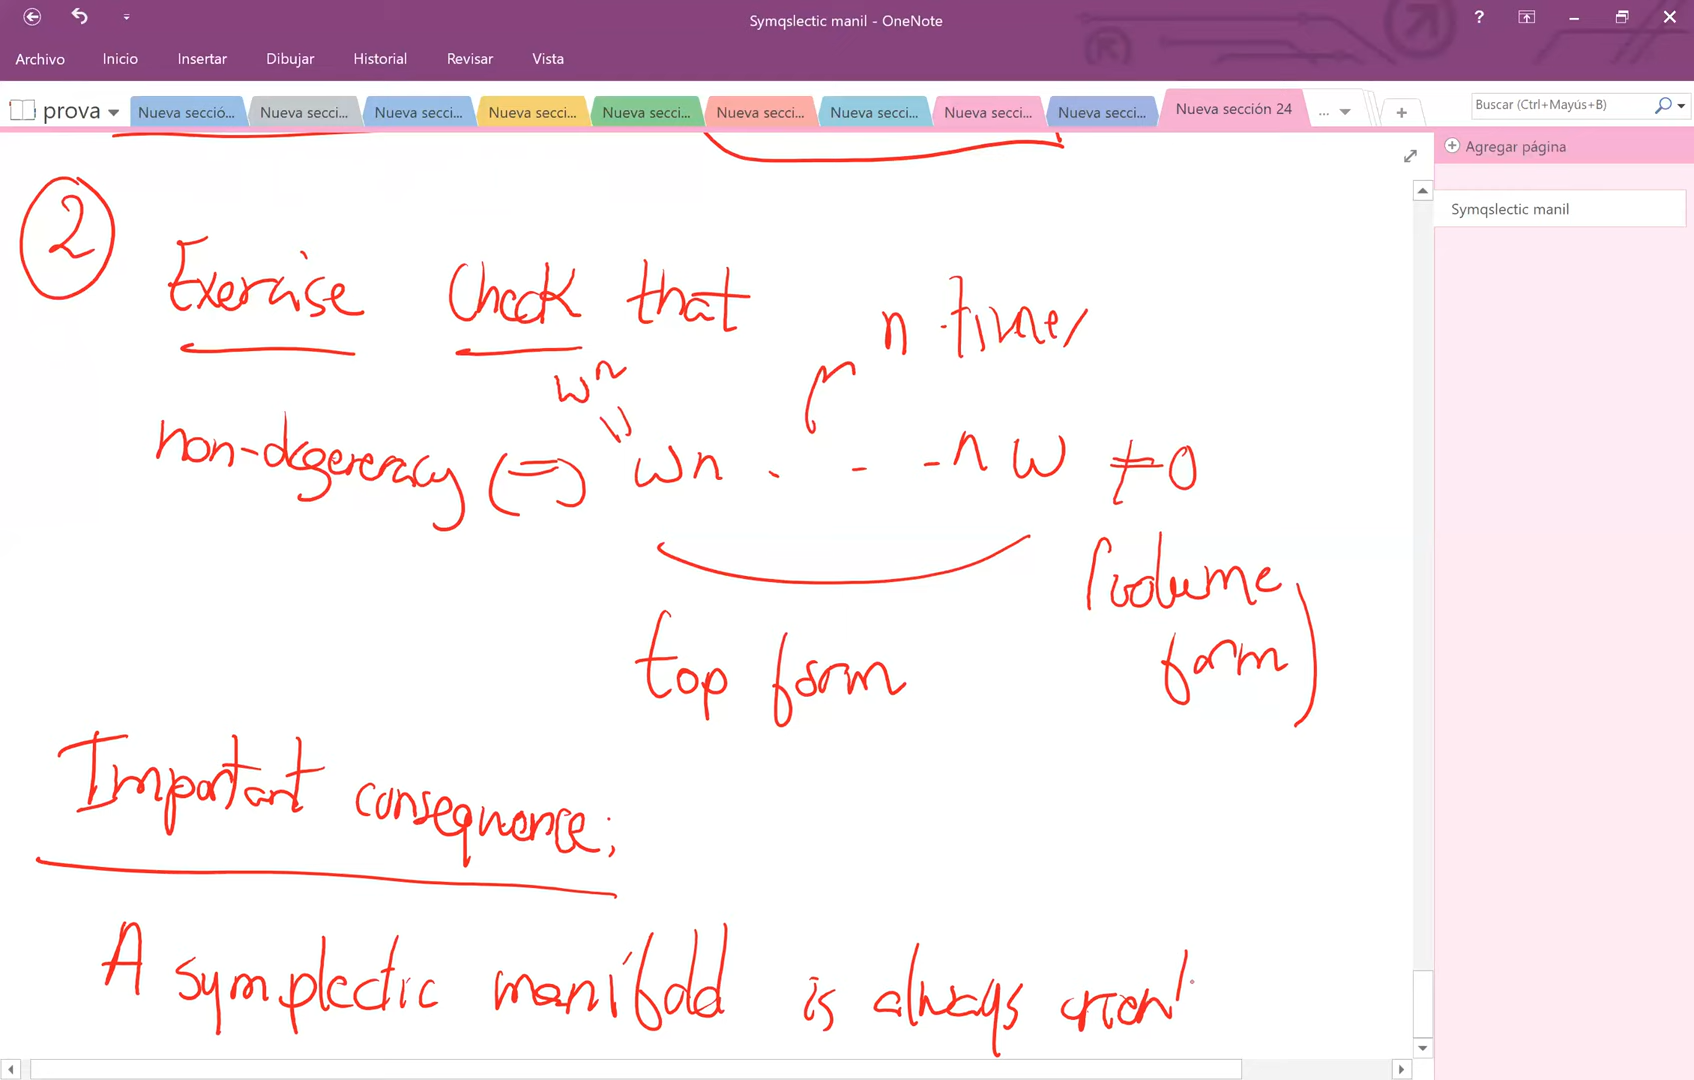 Symqslectic manil - OneNote
Archivo Inicio Insertar Dibujar Historial Revisar Vista
prova Nueva secció... Nueva secci... Nueva secci... Nueva secci... Nueva secci... Nueva secci... Nueva secci... Nueva secci... Nueva secci... Nueva sección 24 ... Buscar (Ctrl+Mayús+B)
Agregar página
Symqslectic manil
2
Exercise Check that
n times
ω^n
=
non-degeneracy (=) ω∧ . - -∧ ω ≠0
(volume
form)
top form
Important consequence:
A symplectic manifold is always orient